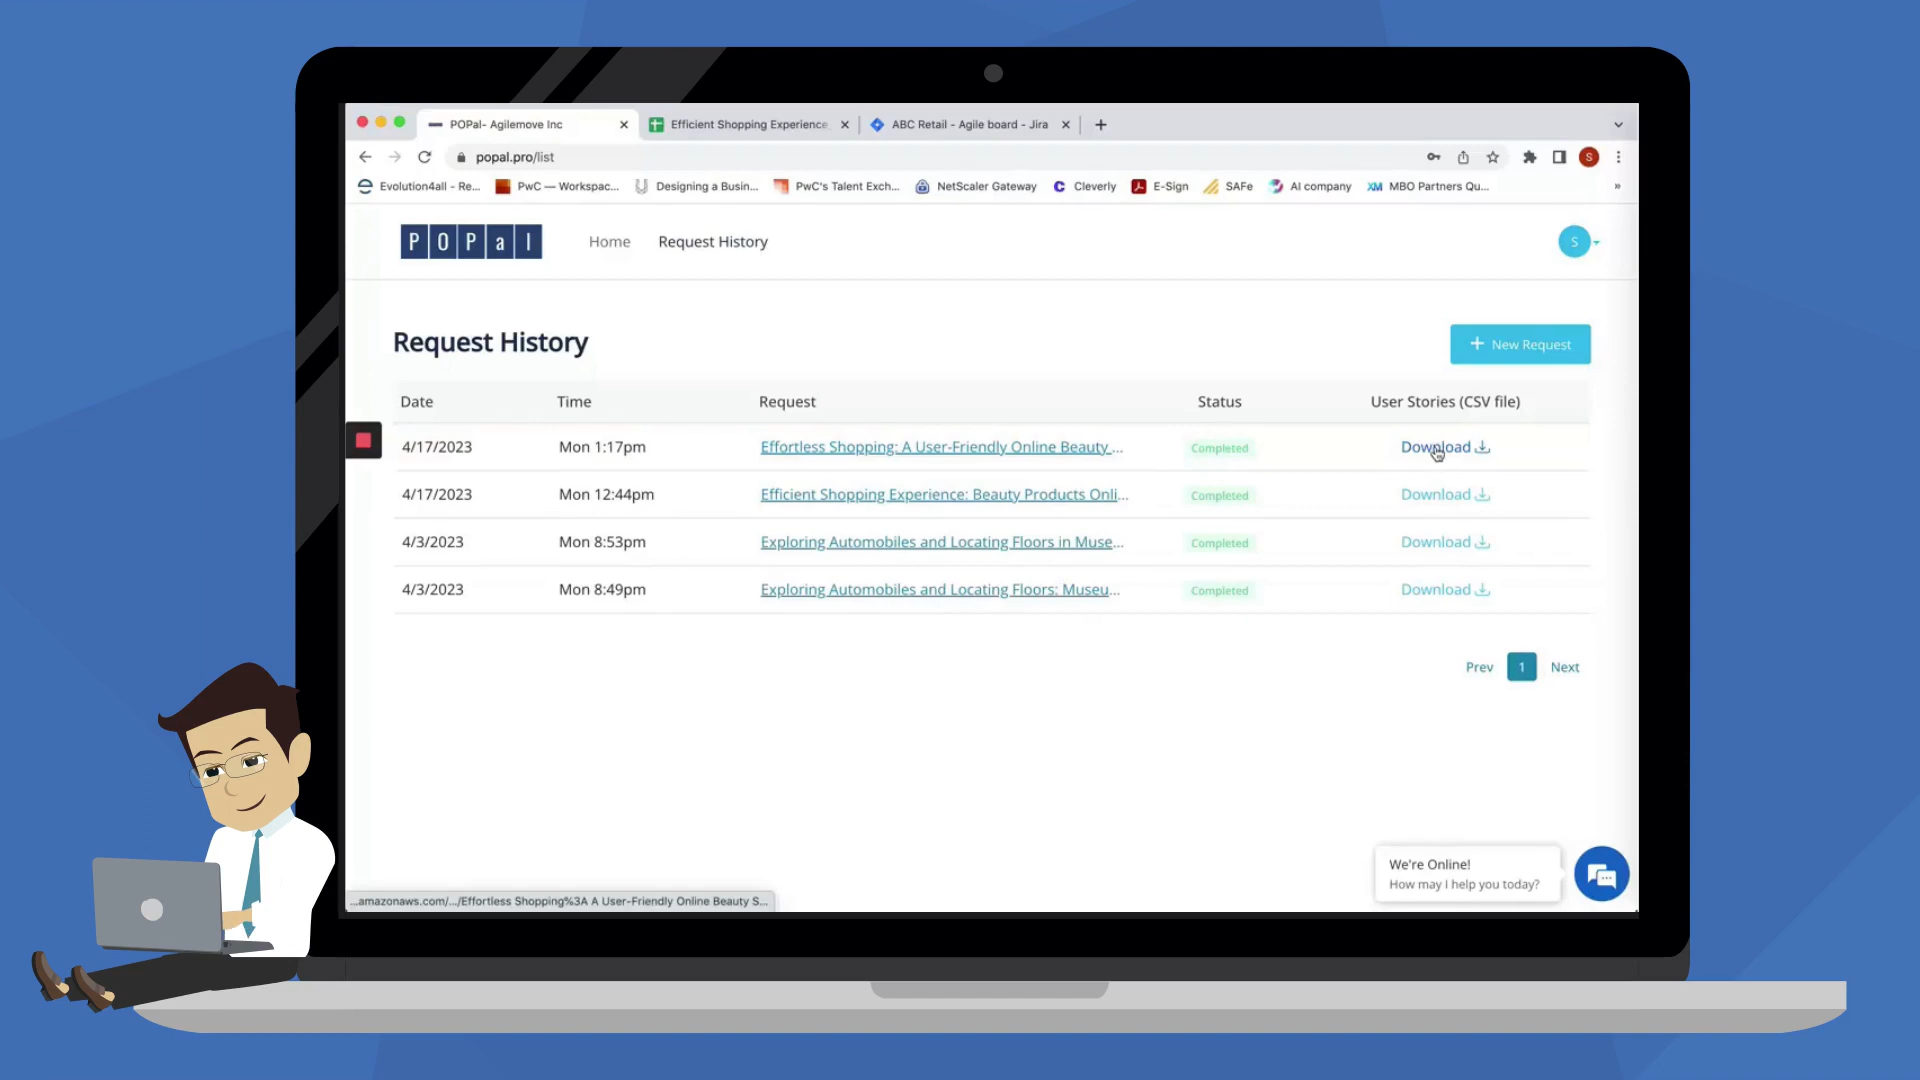 POPal- Agilemove Inc
Efficient Shopping Experience
ABC Retail - Agile board - Jira
popal.pro/list
S
Evolution4all - Re...
PwC — Workspac...
Designing a Busin...
PwC's Talent Exch...
NetScaler Gateway
Cleverly
E-Sign
SAFe
AI company
XM MBO Partners Qu...
POPal
Home
Request History
S
Request History
+ New Request
Date Time Request Status User Stories (CSV file)
4/17/2023 Mon 1:17pm Effortless Shopping: A User-Friendly Online Beauty ... Completed Download
4/17/2023 Mon 12:44pm Efficient Shopping Experience: Beauty Products Onli... Completed Download
4/3/2023 Mon 8:53pm Exploring Automobiles and Locating Floors in Muse... Completed Download
4/3/2023 Mon 8:49pm Exploring Automobiles and Locating Floors: Museu... Completed Download
Prev 1 Next
We're Online!
How may I help you today?
...amazonaws.com/.../Effortless Shopping%3A A User-Friendly Online Beauty S...